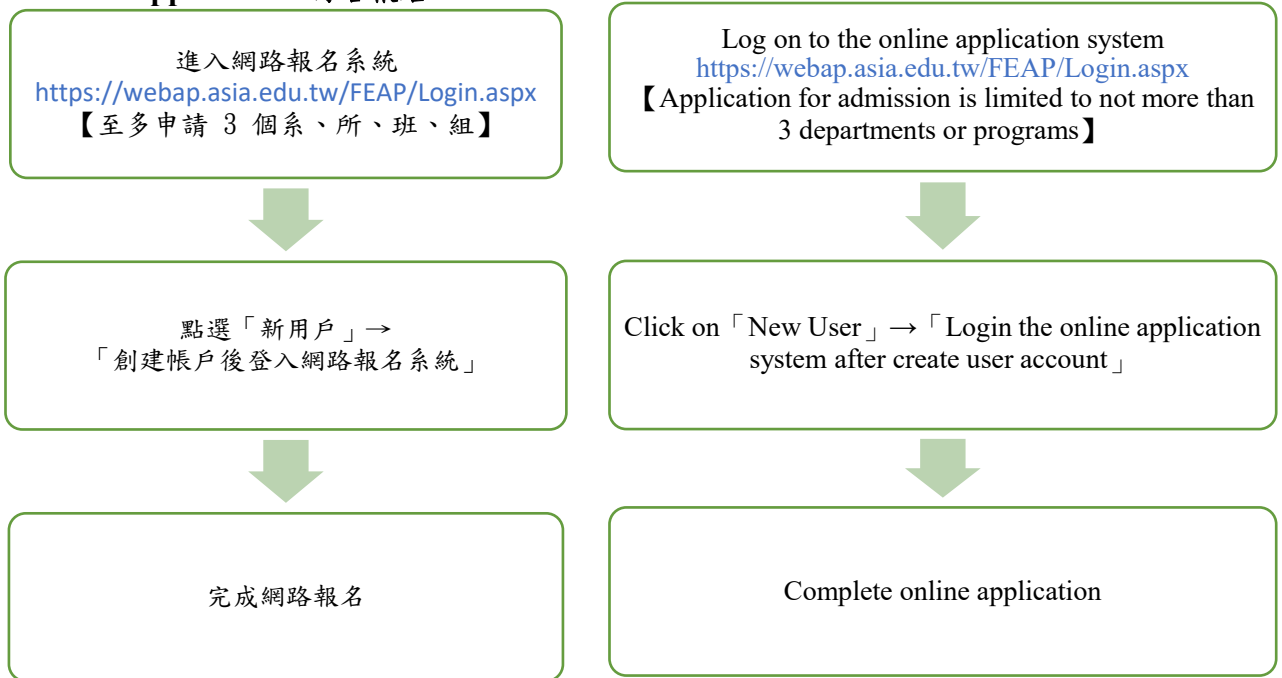 進入網路報名系統
https://webap.asia.edu.tw/FEAP/Login.aspx
【至多申請 3 個系、所、班、組】
Log on to the online application system
https://webap.asia.edu.tw/FEAP/Login.aspx
【Application for admission is limited to not more than
3 departments or programs】
點選「新用戶」→
「創建帳戶後登入網路報名系統」
Click on「New User」→「Login the online application
system after create user account」
完成網路報名
Complete online application